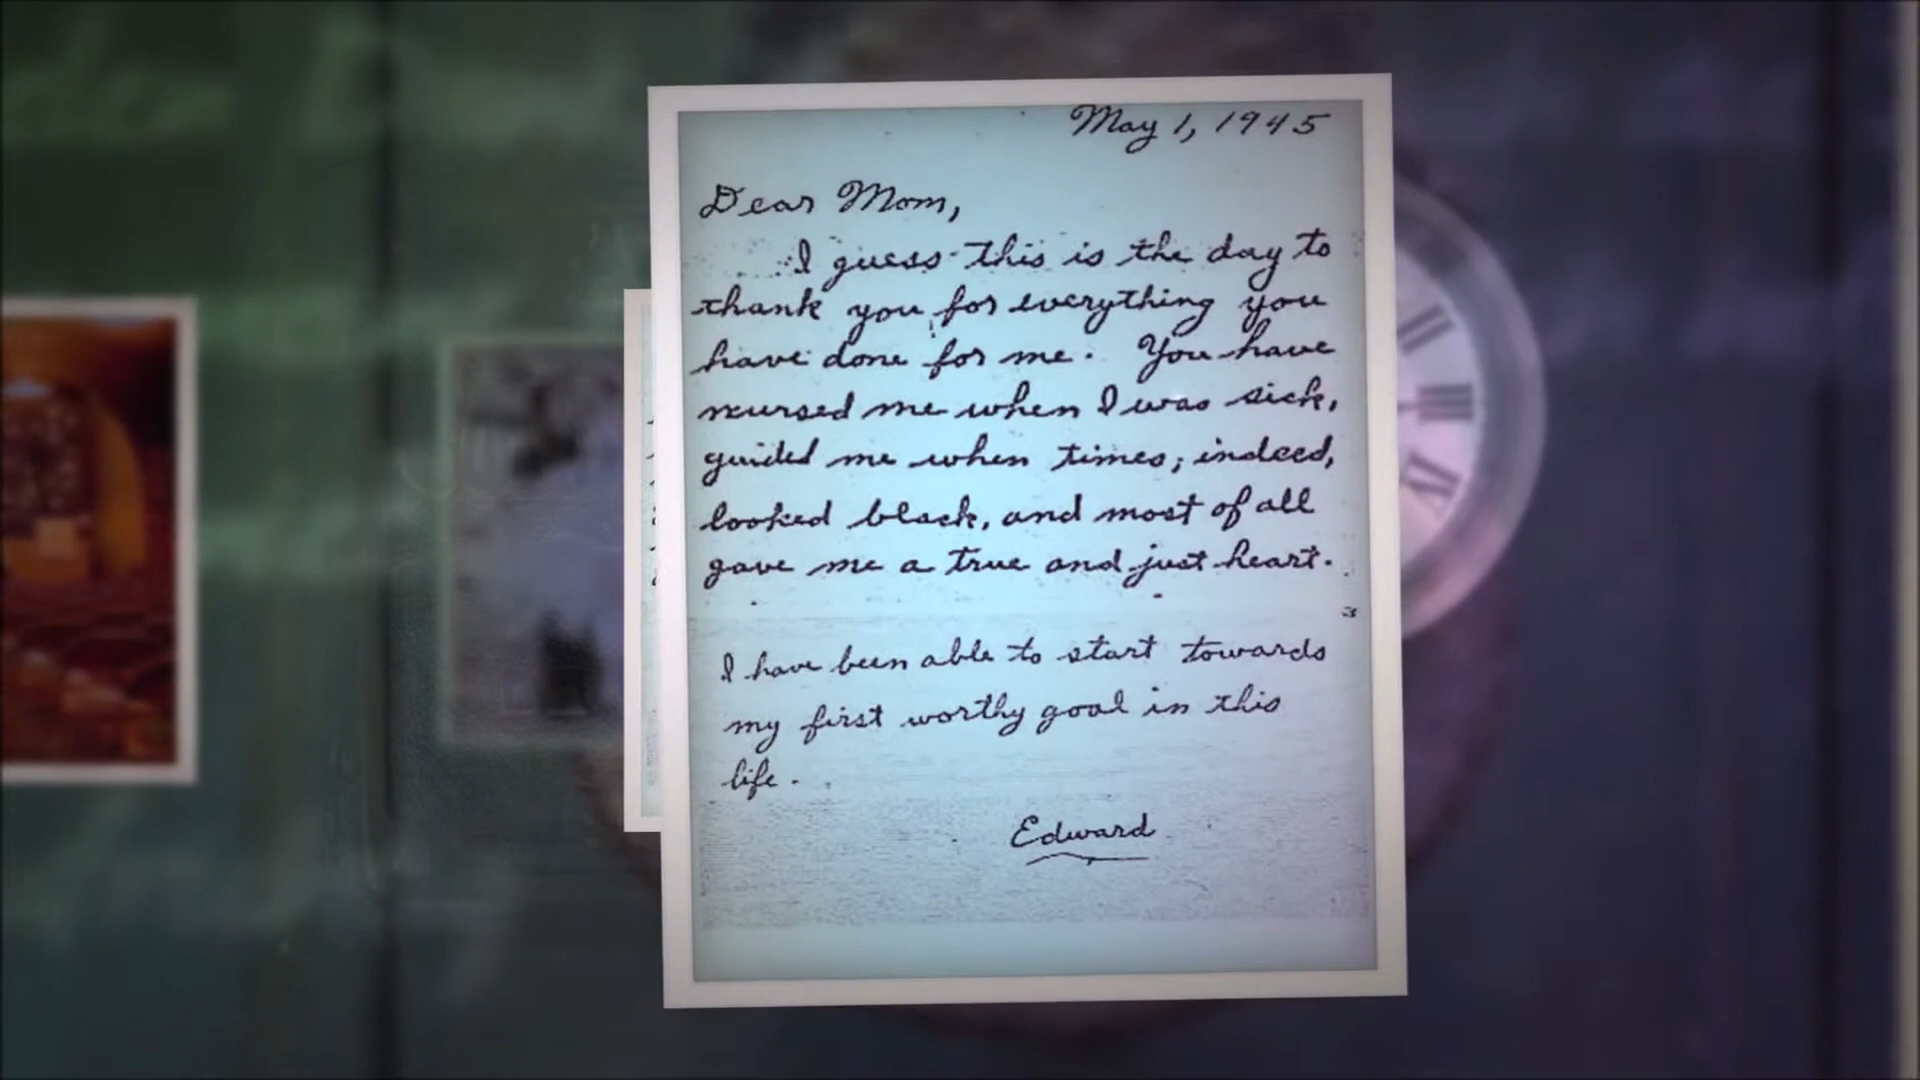 May 1, 1945
Dear Mom,
I guess this is the day to
thank you for everything you
have done for me. You have
nursed me when I was sick,
guided me when times, indeed,
looked black, and most of all
gave me a true and just heart.
I have been able to start towards
my first worthy goal in this
life.
Edward